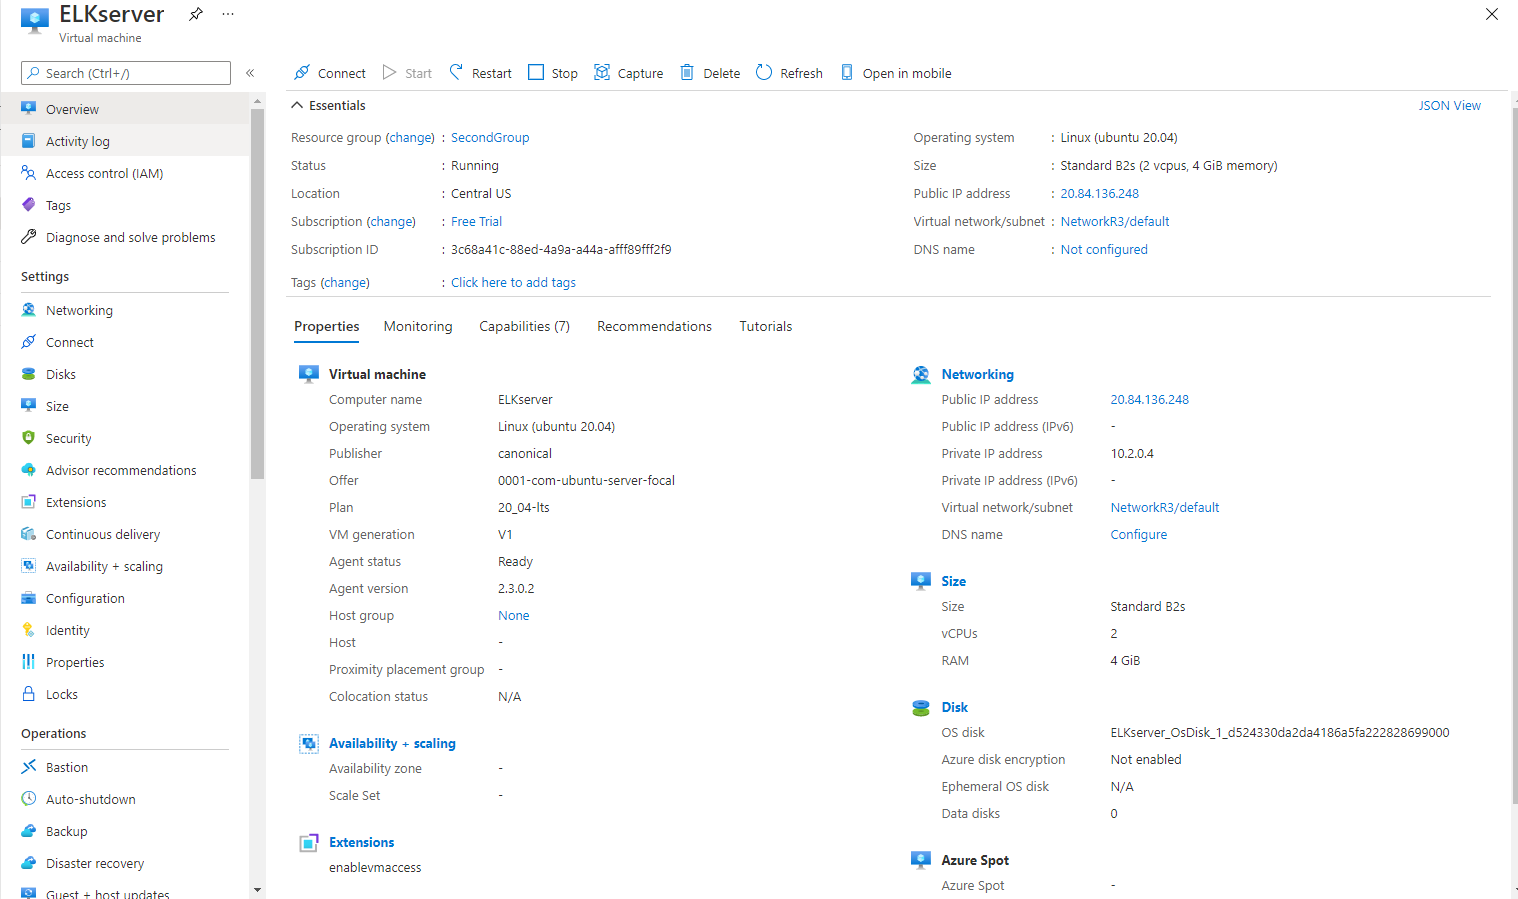 ELKserver
Virtual machine
Search (Ctrl+/)
Overview
Activity log
Access control (IAM)
Tags
Diagnose and solve problems
Settings
Networking
Connect
Disks
Size
Security
Advisor recommendations
Extensions
Continuous delivery
Availability + scaling
Configuration
Identity
Properties
Locks
Operations
Bastion
Auto-shutdown
Backup
Disaster recovery
Guest + host updates
Connect Start Restart Stop Capture Delete Refresh Open in mobile
Essentials
JSON View
Resource group (change) : SecondGroup
Status : Running
Location : Central US
Subscription (change) : Free Trial
Subscription ID : 3c68a41c-88ed-4a9a-a44a-afff89fff2f9
Tags (change) : Click here to add tags
Operating system : Linux (ubuntu 20.04)
Size : Standard B2s (2 vcpus, 4 GiB memory)
Public IP address : 20.84.136.248
Virtual network/subnet : NetworkR3/default
DNS name : Not configured
Properties Monitoring Capabilities (7) Recommendations Tutorials
Virtual machine
Computer name ELKserver
Operating system Linux (ubuntu 20.04)
Publisher canonical
Offer 0001-com-ubuntu-server-focal
Plan 20_04-lts
VM generation V1
Agent status Ready
Agent version 2.3.0.2
Host group None
Host -
Proximity placement group -
Colocation status N/A
Availability + scaling
Availability zone -
Scale Set -
Extensions
enablevmaccess
Networking
Public IP address 20.84.136.248
Public IP address (IPv6) -
Private IP address 10.2.0.4
Private IP address (IPv6) -
Virtual network/subnet NetworkR3/default
DNS name Configure
Size
Size Standard B2s
vCPUs 2
RAM 4 GiB
Disk
OS disk ELKserver_OsDisk_1_d524330da2da4186a5fa222828699000
Azure disk encryption Not enabled
Ephemeral OS disk N/A
Data disks 0
Azure Spot
Azure Spot -